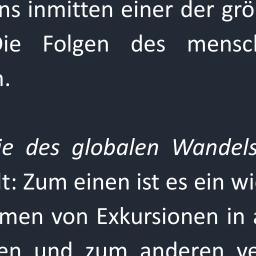 ns inmitten einer der grö
Die Folgen des mensch
n.
ie des globalen Wandels
lt: Zum einen ist es ein wi
men von Exkursionen in a
en und zum anderen ve